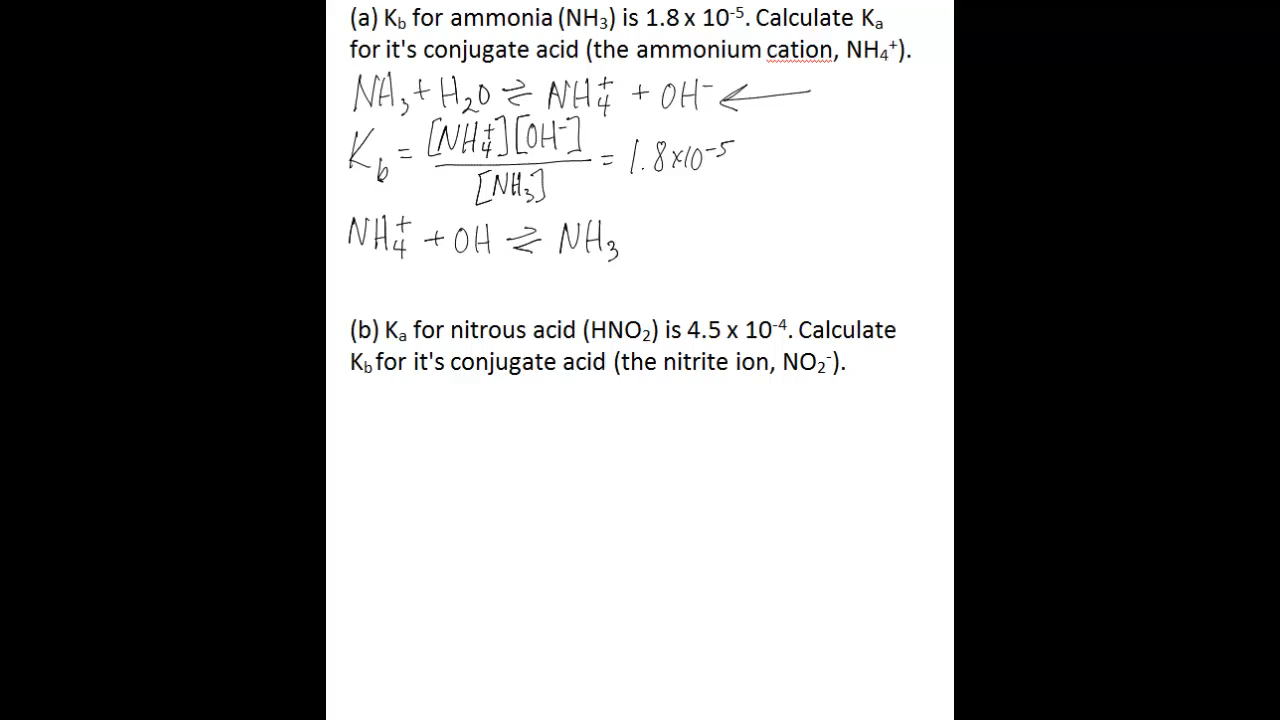 (a) Kb for ammonia (NH₃) is 1.8 x 10⁻⁵. Calculate Kₐ
for it's conjugate acid (the ammonium cation, NH₄⁺).
NH₃ + H₂O ⇌ NH₄⁺ + OH⁻ ←
Kb = [NH₄⁺][OH⁻] / [NH₃] = 1.8×10⁻⁵
NH₄⁺ + OH ⇌ NH₃
(b) Kₐ for nitrous acid (HNO₂) is 4.5 x 10⁻⁴. Calculate
Kb for it's conjugate acid (the nitrite ion, NO₂⁻).